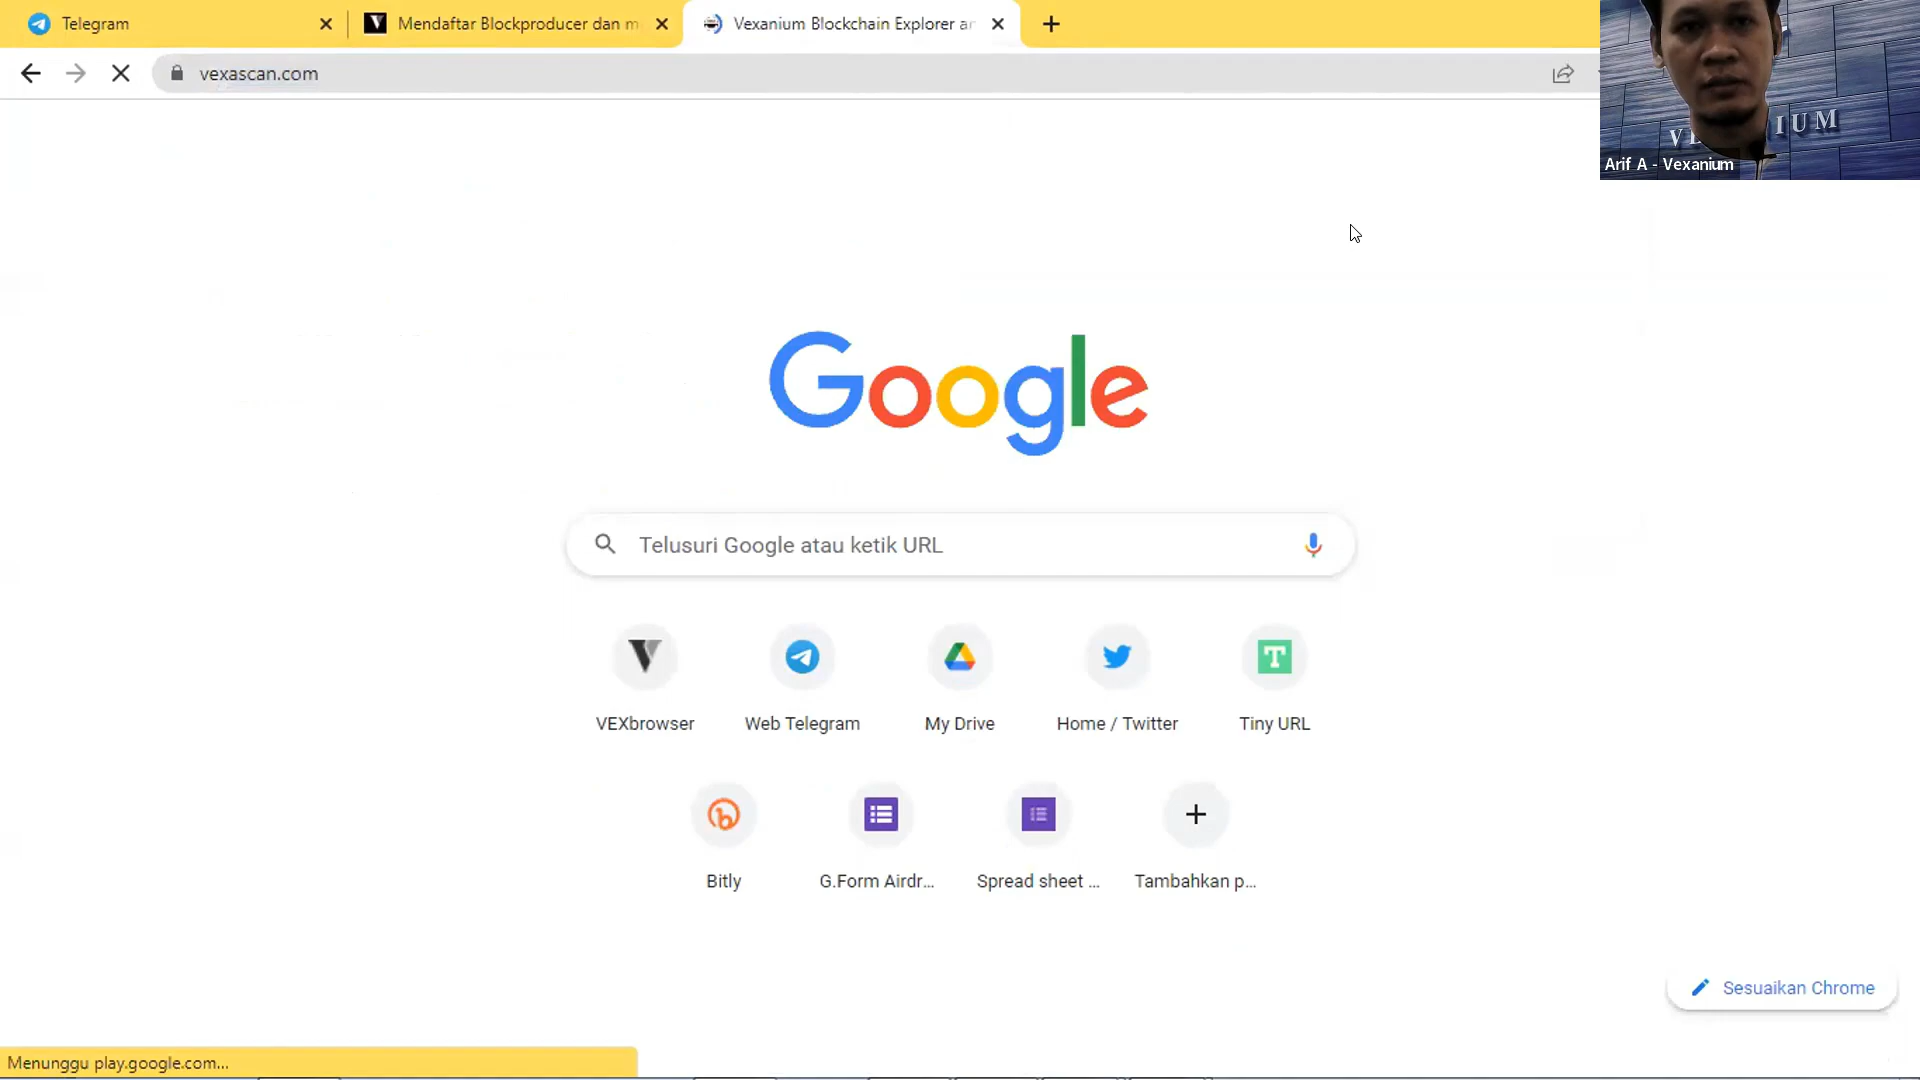 Telegram
Mendaftar Blockproducer dan m
Vexanium Blockchain Explorer an
vexascan.com
IUM
Arif A - Vexanium
Google
Telusuri Google atau ketik URL
VEXbrowser
Web Telegram
My Drive
Home / Twitter
Tiny URL
Bitly
G.Form Airdr...
Spread sheet ...
Tambahkan p...
Sesuaikan Chrome
Menunggu play.google.com...